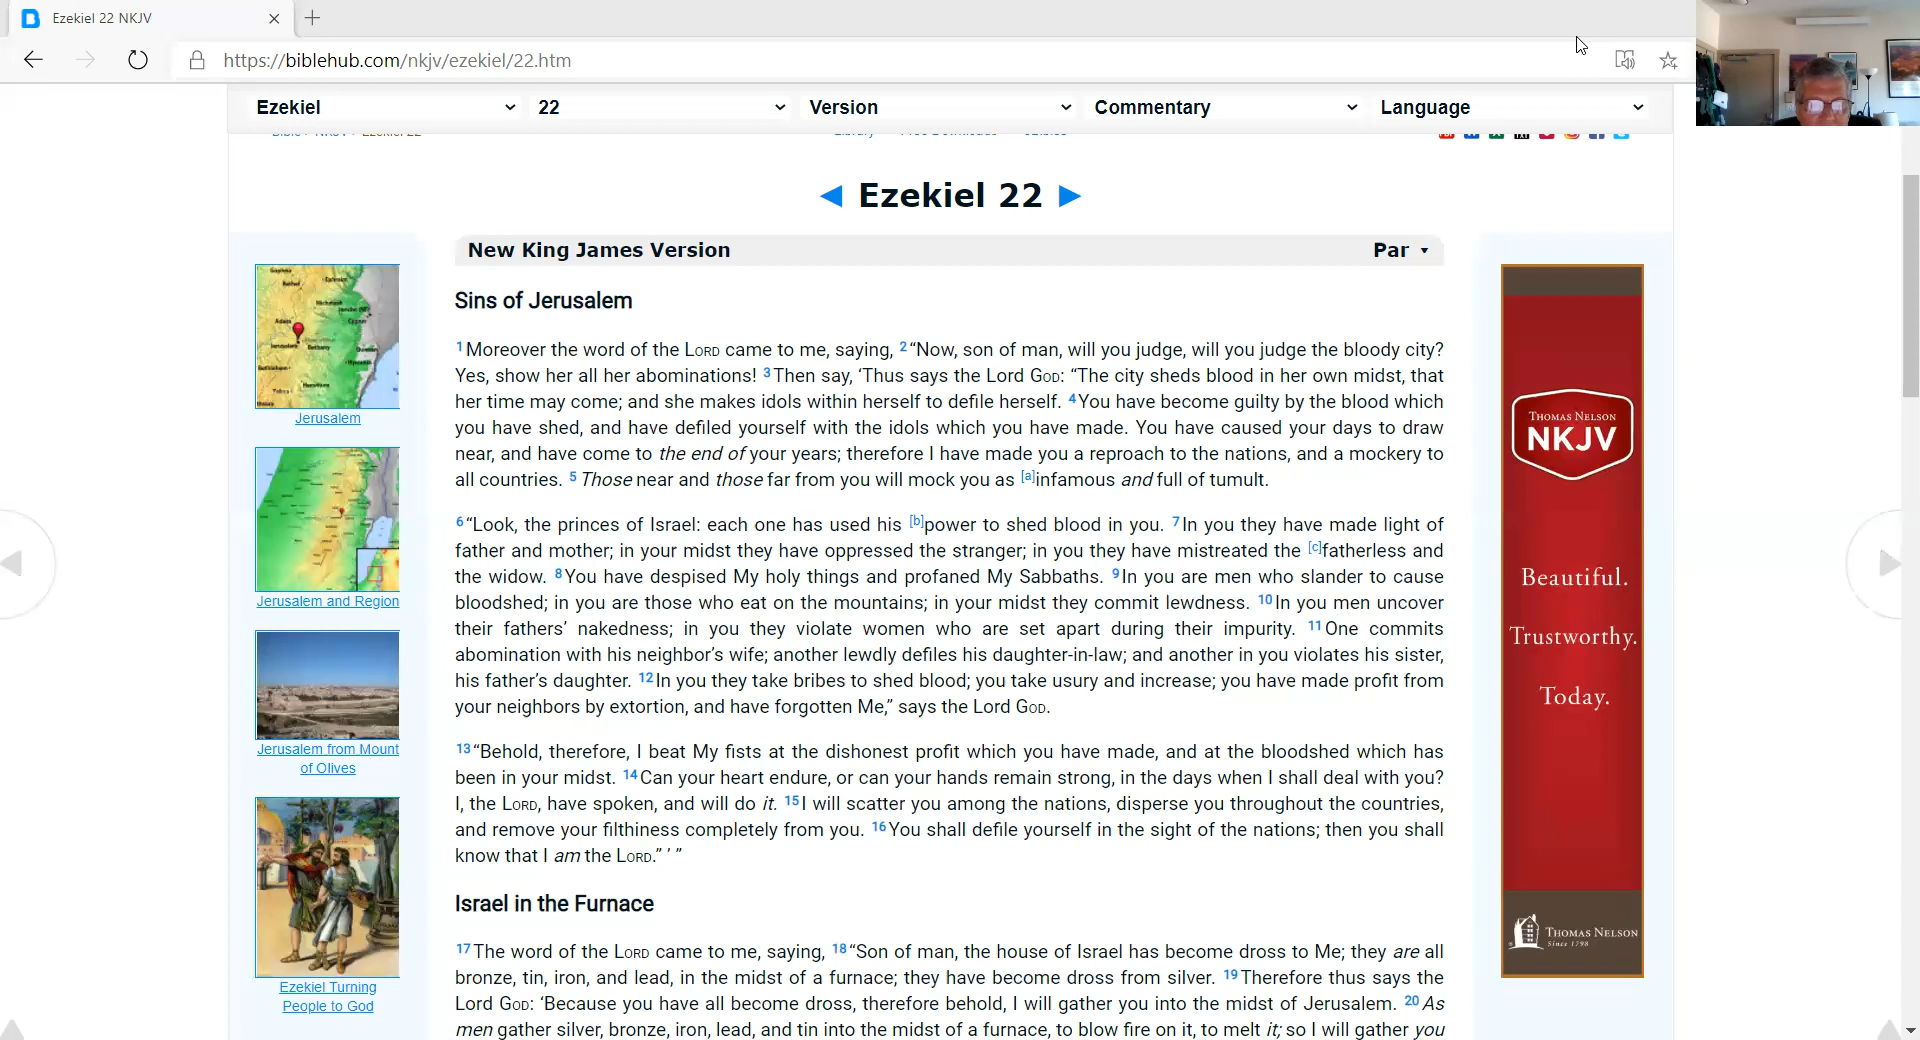 Ezekiel 22 NKJV
https://biblehub.com/nkjv/ezekiel/22.htm
Ezekiel 22 Version Commentary Language
Ezekiel 22
New King James Version Par
Sins of Jerusalem
1 Moreover the word of the LORD came to me, saying, 2 “Now, son of man, will you judge, will you judge the bloody city?
Yes, show her all her abominations! 3 Then say, ‘Thus says the Lord GOD: “The city sheds blood in her own midst, that
her time may come; and she makes idols within herself to defile herself. 4 You have become guilty by the blood which
you have shed, and have defiled yourself with the idols which you have made. You have caused your days to draw
near, and have come to the end of your years; therefore I have made you a reproach to the nations, and a mockery to
all countries. 5 Those near and those far from you will mock you as [a]infamous and full of tumult.
6 “Look, the princes of Israel: each one has used his [b]power to shed blood in you. 7 In you they have made light of
father and mother; in your midst they have oppressed the stranger; in you they have mistreated the [c]fatherless and
the widow. 8 You have despised My holy things and profaned My Sabbaths. 9 In you are men who slander to cause
bloodshed; in you are those who eat on the mountains; in your midst they commit lewdness. 10 In you men uncover
their fathers’ nakedness; in you they violate women who are set apart during their impurity. 11 One commits
abomination with his neighbor’s wife; another lewdly defiles his daughter-in-law; and another in you violates his sister,
his father’s daughter. 12 In you they take bribes to shed blood; you take usury and increase; you have made profit from
your neighbors by extortion, and have forgotten Me,” says the Lord GOD.
13 “Behold, therefore, I beat My fists at the dishonest profit which you have made, and at the bloodshed which has
been in your midst. 14 Can your heart endure, or can your hands remain strong, in the days when I shall deal with you?
I, the LORD, have spoken, and will do it. 15 I will scatter you among the nations, disperse you throughout the countries,
and remove your filthiness completely from you. 16 You shall defile yourself in the sight of the nations; then you shall
know that I am the LORD.” ’ ”
Israel in the Furnace
17 The word of the LORD came to me, saying, 18 “Son of man, the house of Israel has become dross to Me; they are all
bronze, tin, iron, and lead, in the midst of a furnace; they have become dross from silver. 19 Therefore thus says the
Lord GOD: ‘Because you have all become dross, therefore behold, I will gather you into the midst of Jerusalem. 20 As
men gather silver, bronze, iron, lead, and tin into the midst of a furnace, to blow fire on it, to melt it; so I will gather you
Jerusalem
Jerusalem and Region
Jerusalem from Mount
of Olives
Ezekiel Turning
People to God
THOMAS NELSON
NKJV
Beautiful.
Trustworthy.
Today.
THOMAS NELSON
Since 1798